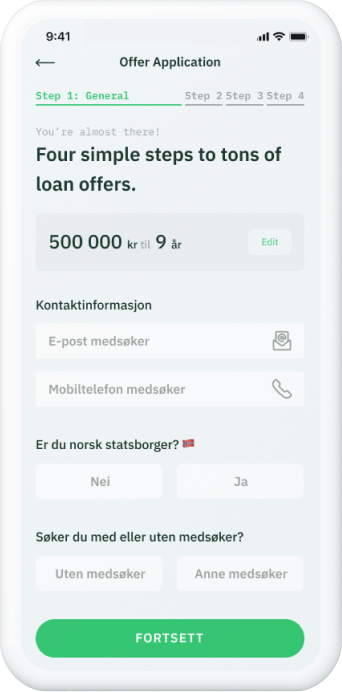 9:41
Offer Application
Step 1: General Step 2 Step 3 Step 4
You're almost there!
Four simple steps to tons of
loan offers.
500 000 kr til 9 år Edit
Kontaktinformasjon
E-post medsøker
Mobiltelefon medsøker
Er du norsk statsborger? 🇳🇴
Nei Ja
Søker du med eller uten medsøker?
Uten medsøker Anne medsøker
FORTSETT